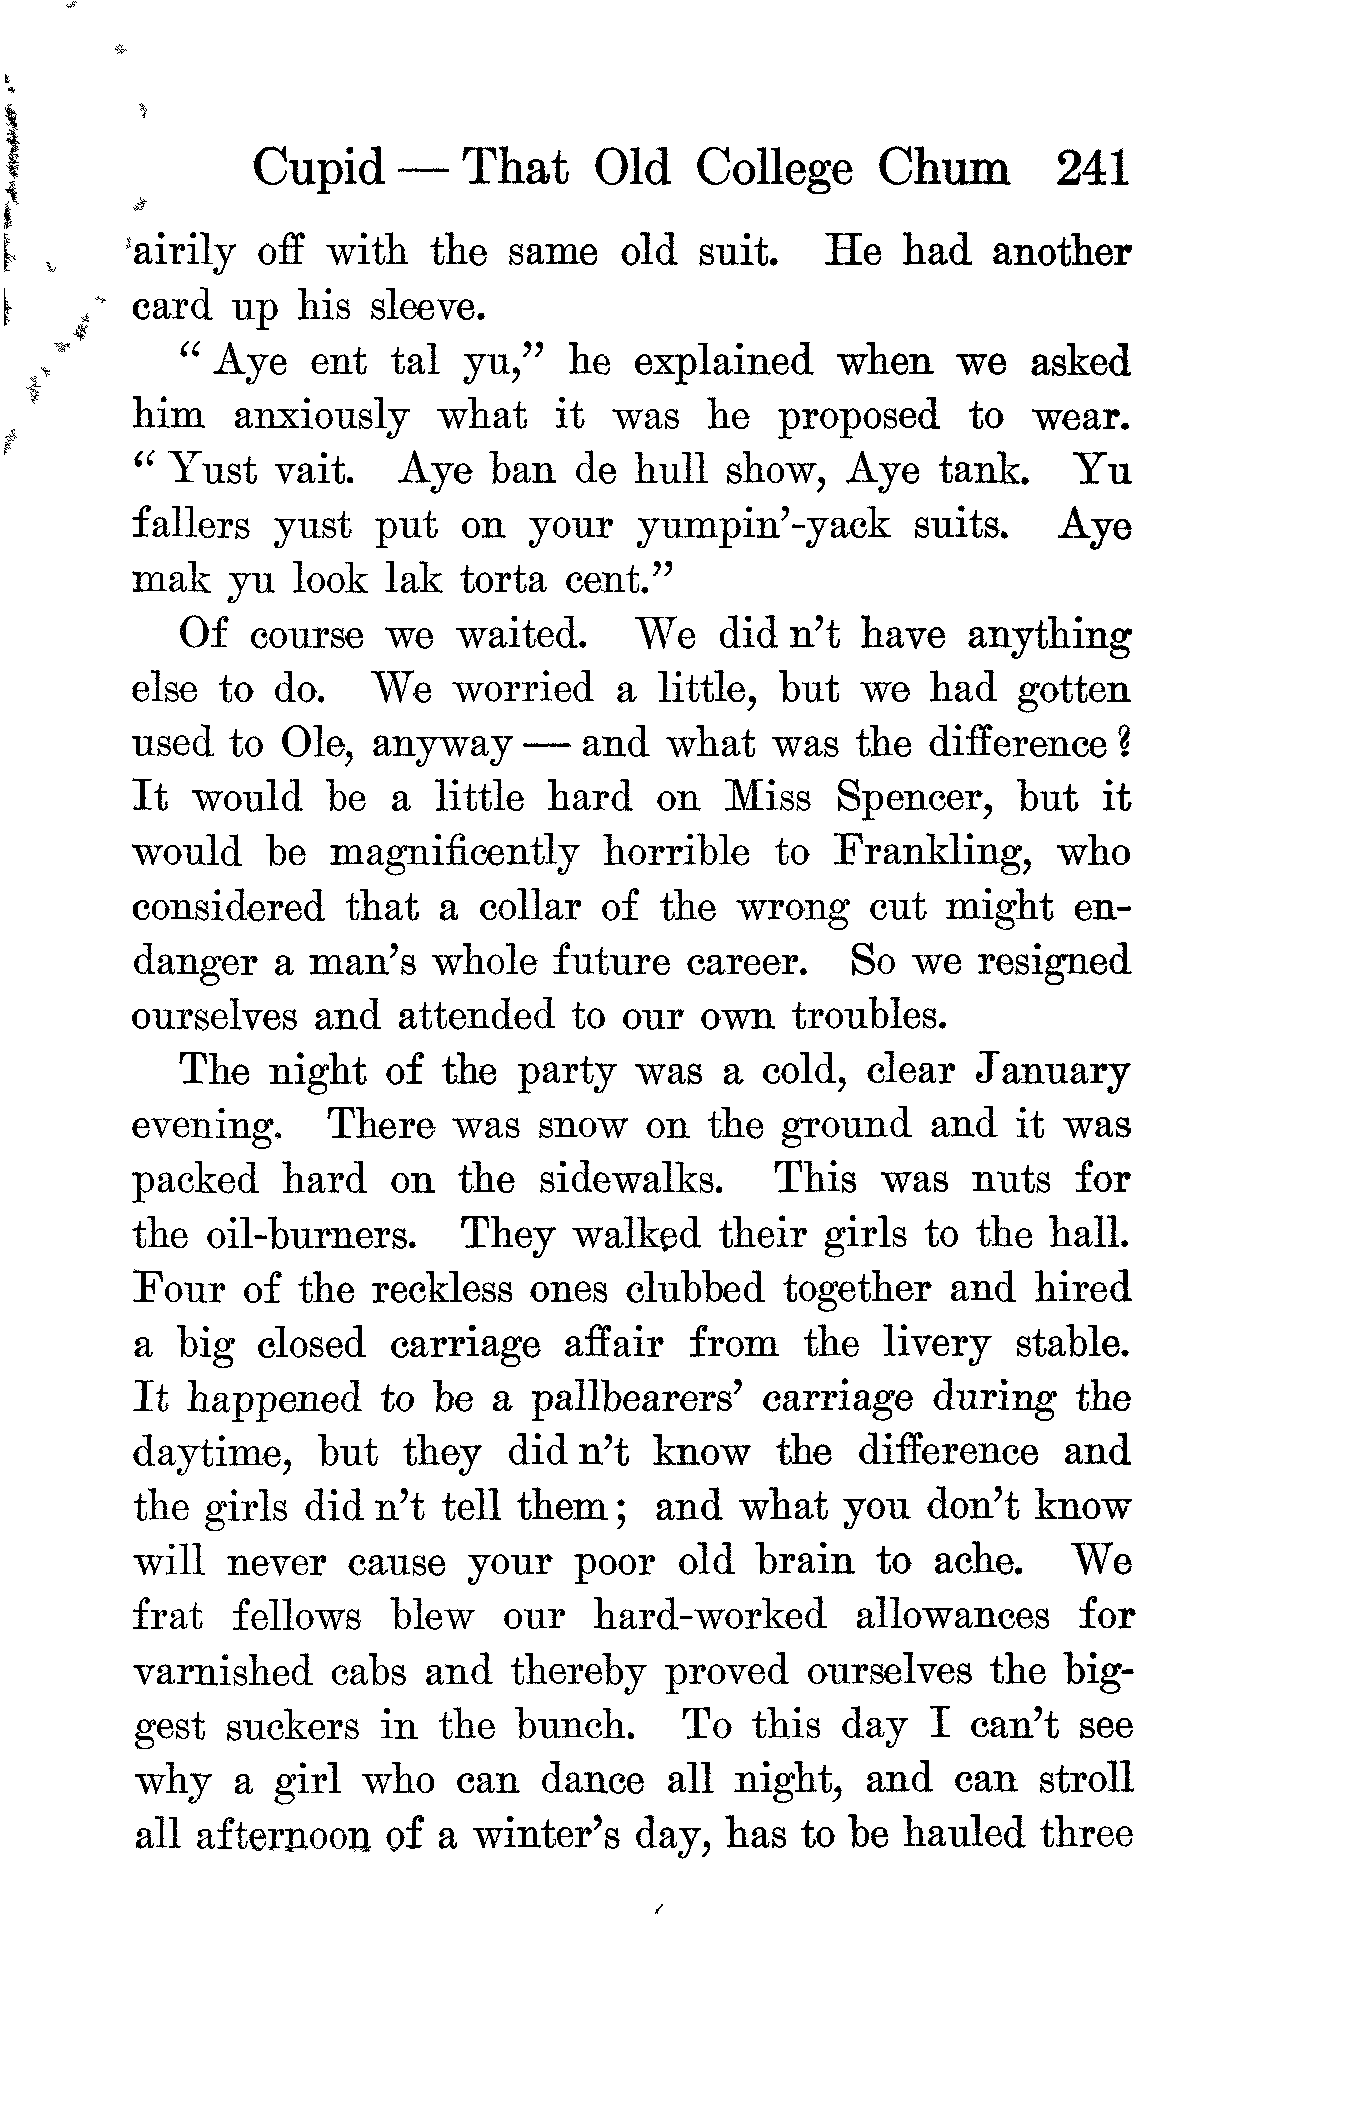 Cupid — That Old College Chum 241
airily off with the same old suit. He had another
card up his sleeve.
“ Aye ent tal yu,” he explained when we asked
him anxiously what it was he proposed to wear.
“ Yust vait. Aye ban de hull show, Aye tank. Yu
fallers yust put on your yumpin’-yack suits. Aye
mak yu look lak torta cent.”
Of course we waited. We did n’t have anything
else to do. We worried a little, but we had gotten
used to Ole, anyway — and what was the difference?
It would be a little hard on Miss Spencer, but it
would be magnificently horrible to Frankling, who
considered that a collar of the wrong cut might en-
danger a man’s whole future career. So we resigned
ourselves and attended to our own troubles.
The night of the party was a cold, clear January
evening. There was snow on the ground and it was
packed hard on the sidewalks. This was nuts for
the oil-burners. They walked their girls to the hall.
Four of the reckless ones clubbed together and hired
a big closed carriage affair from the livery stable.
It happened to be a pallbearers’ carriage during the
daytime, but they did n’t know the difference and
the girls did n’t tell them; and what you don’t know
will never cause your poor old brain to ache. We
frat fellows blew our hard-worked allowances for
varnished cabs and thereby proved ourselves the big-
gest suckers in the bunch. To this day I can’t see
why a girl who can dance all night, and can stroll
all afternoon of a winter’s day, has to be hauled three